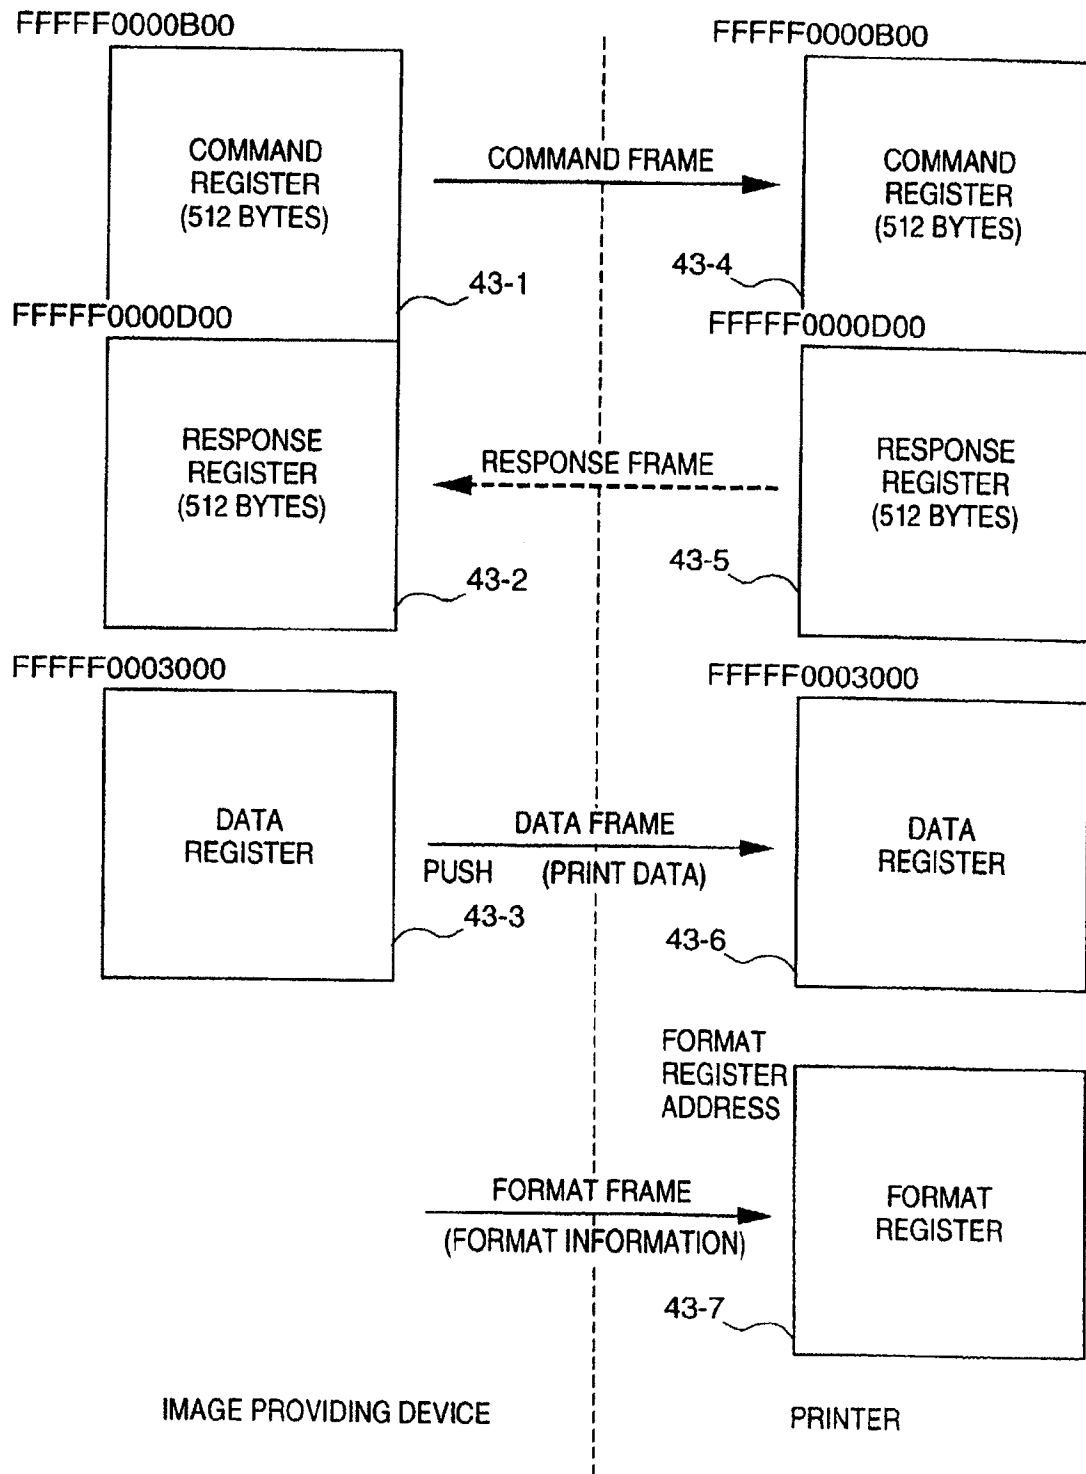 FFFFF0000B00
FFFFF0000B00
COMMAND
REGISTER
(512 BYTES)
COMMAND FRAME
COMMAND
REGISTER
(512 BYTES)
43-1
43-4
FFFFF0000D00
FFFFF0000D00
RESPONSE
REGISTER
(512 BYTES)
RESPONSE FRAME
RESPONSE
REGISTER
(512 BYTES)
43-2
43-5
FFFFF0003000
FFFFF0003000
DATA
REGISTER
DATA FRAME
PUSH (PRINT DATA)
DATA
REGISTER
43-3
43-6
FORMAT
REGISTER
ADDRESS
FORMAT FRAME
(FORMAT INFORMATION)
FORMAT
REGISTER
43-7
IMAGE PROVIDING DEVICE
PRINTER